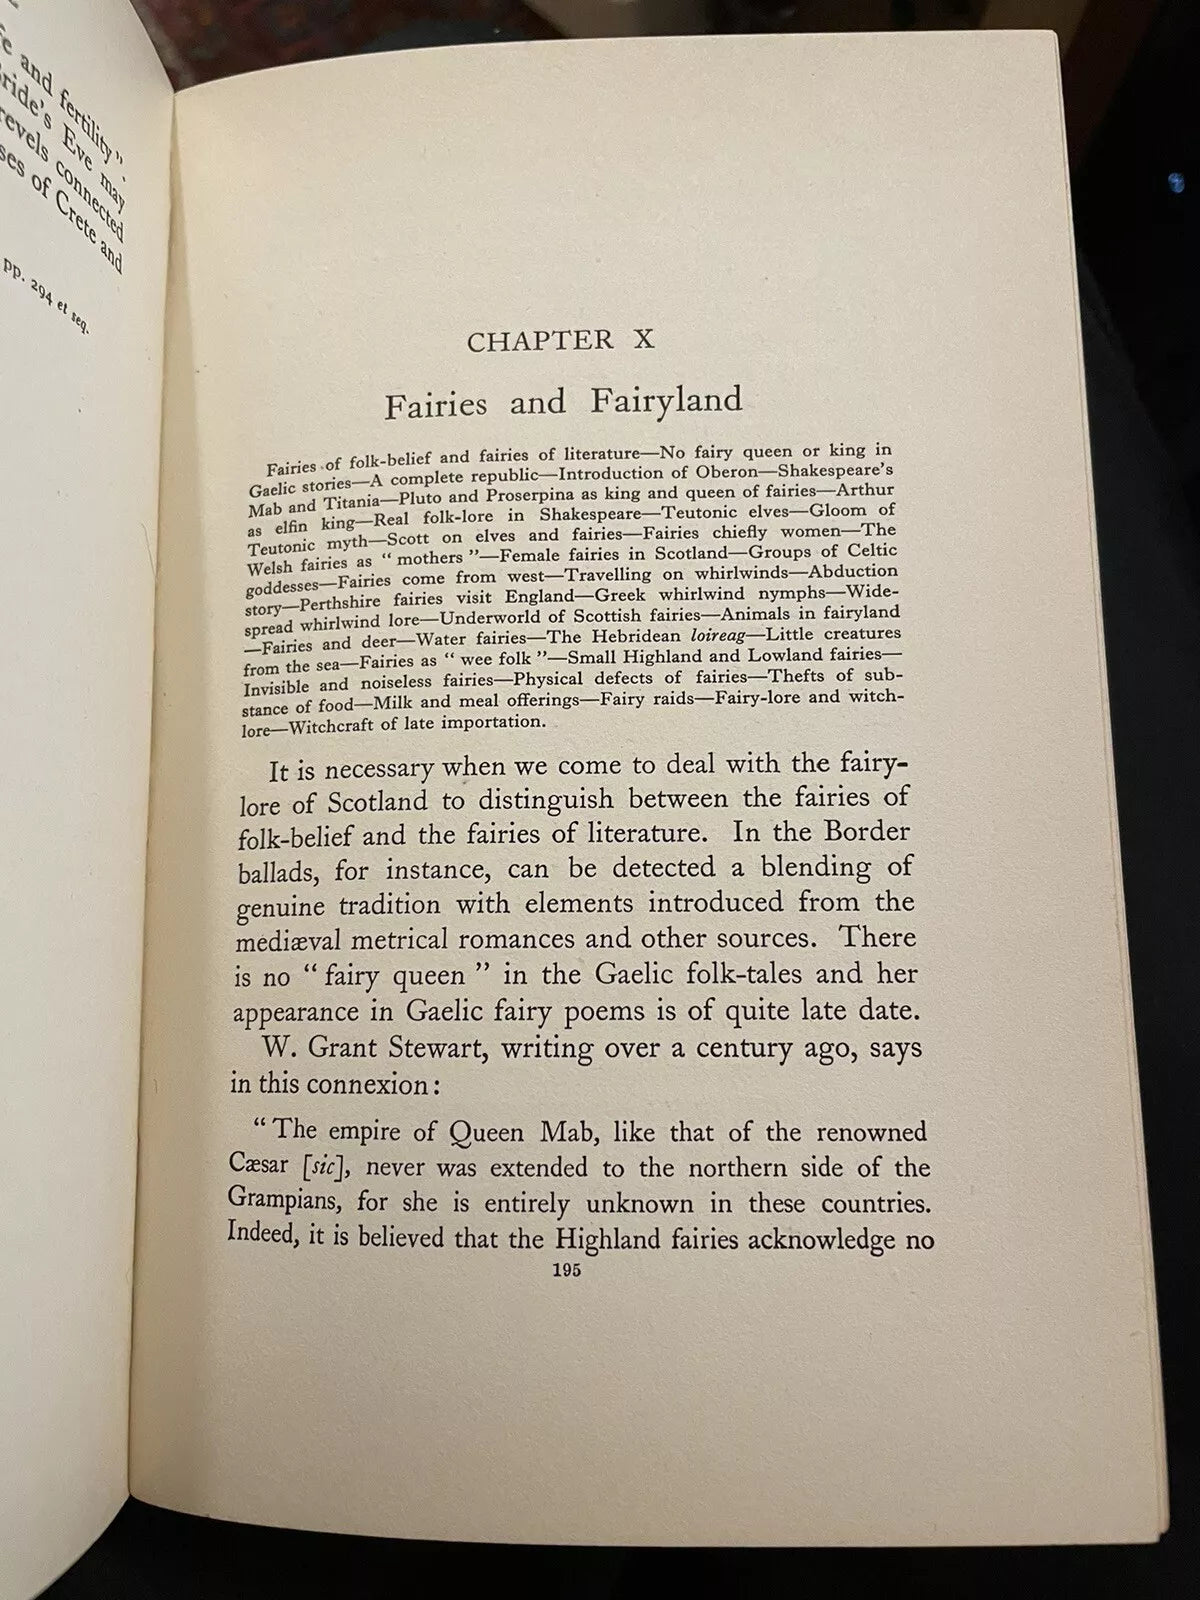 fe and fertility".
Bride's Eve may
revels connected
ses of Crete and
pp. 294 et seq.
CHAPTER X
Fairies and Fairyland
Fairies of folk-belief and fairies of literature—No fairy queen or king in
Gaelic stories—A complete republic—Introduction of Oberon—Shakespeare's
Mab and Titania—Pluto and Proserpina as king and queen of fairies—Arthur
as elfin king—Real folk-lore in Shakespeare—Teutonic elves—Gloom of
Teutonic myth—Scott on elves and fairies—Fairies chiefly women—The
Welsh fairies as "mothers"—Female fairies in Scotland—Groups of Celtic
goddesses—Fairies come from west—Travelling on whirlwinds—Abduction
story—Perthshire fairies visit England—Greek whirlwind nymphs—Wide-
spread whirlwind lore—Underworld of Scottish fairies—Animals in fairyland
—Fairies and deer—Water fairies—The Hebridean loireag—Little creatures
from the sea—Fairies as "wee folk"—Small Highland and Lowland fairies—
Invisible and noiseless fairies—Physical defects of fairies—Thefts of sub-
stance of food—Milk and meal offerings—Fairy raids—Fairy-lore and witch-
lore—Witchcraft of late importation.
It is necessary when we come to deal with the fairy-
lore of Scotland to distinguish between the fairies of
folk-belief and the fairies of literature. In the Border
ballads, for instance, can be detected a blending of
genuine tradition with elements introduced from the
mediæval metrical romances and other sources. There
is no "fairy queen" in the Gaelic folk-tales and her
appearance in Gaelic fairy poems is of quite late date.
W. Grant Stewart, writing over a century ago, says
in this connexion:
"The empire of Queen Mab, like that of the renowned
Cæsar [sic], never was extended to the northern side of the
Grampians, for she is entirely unknown in these countries.
Indeed, it is believed that the Highland fairies acknowledge no
195